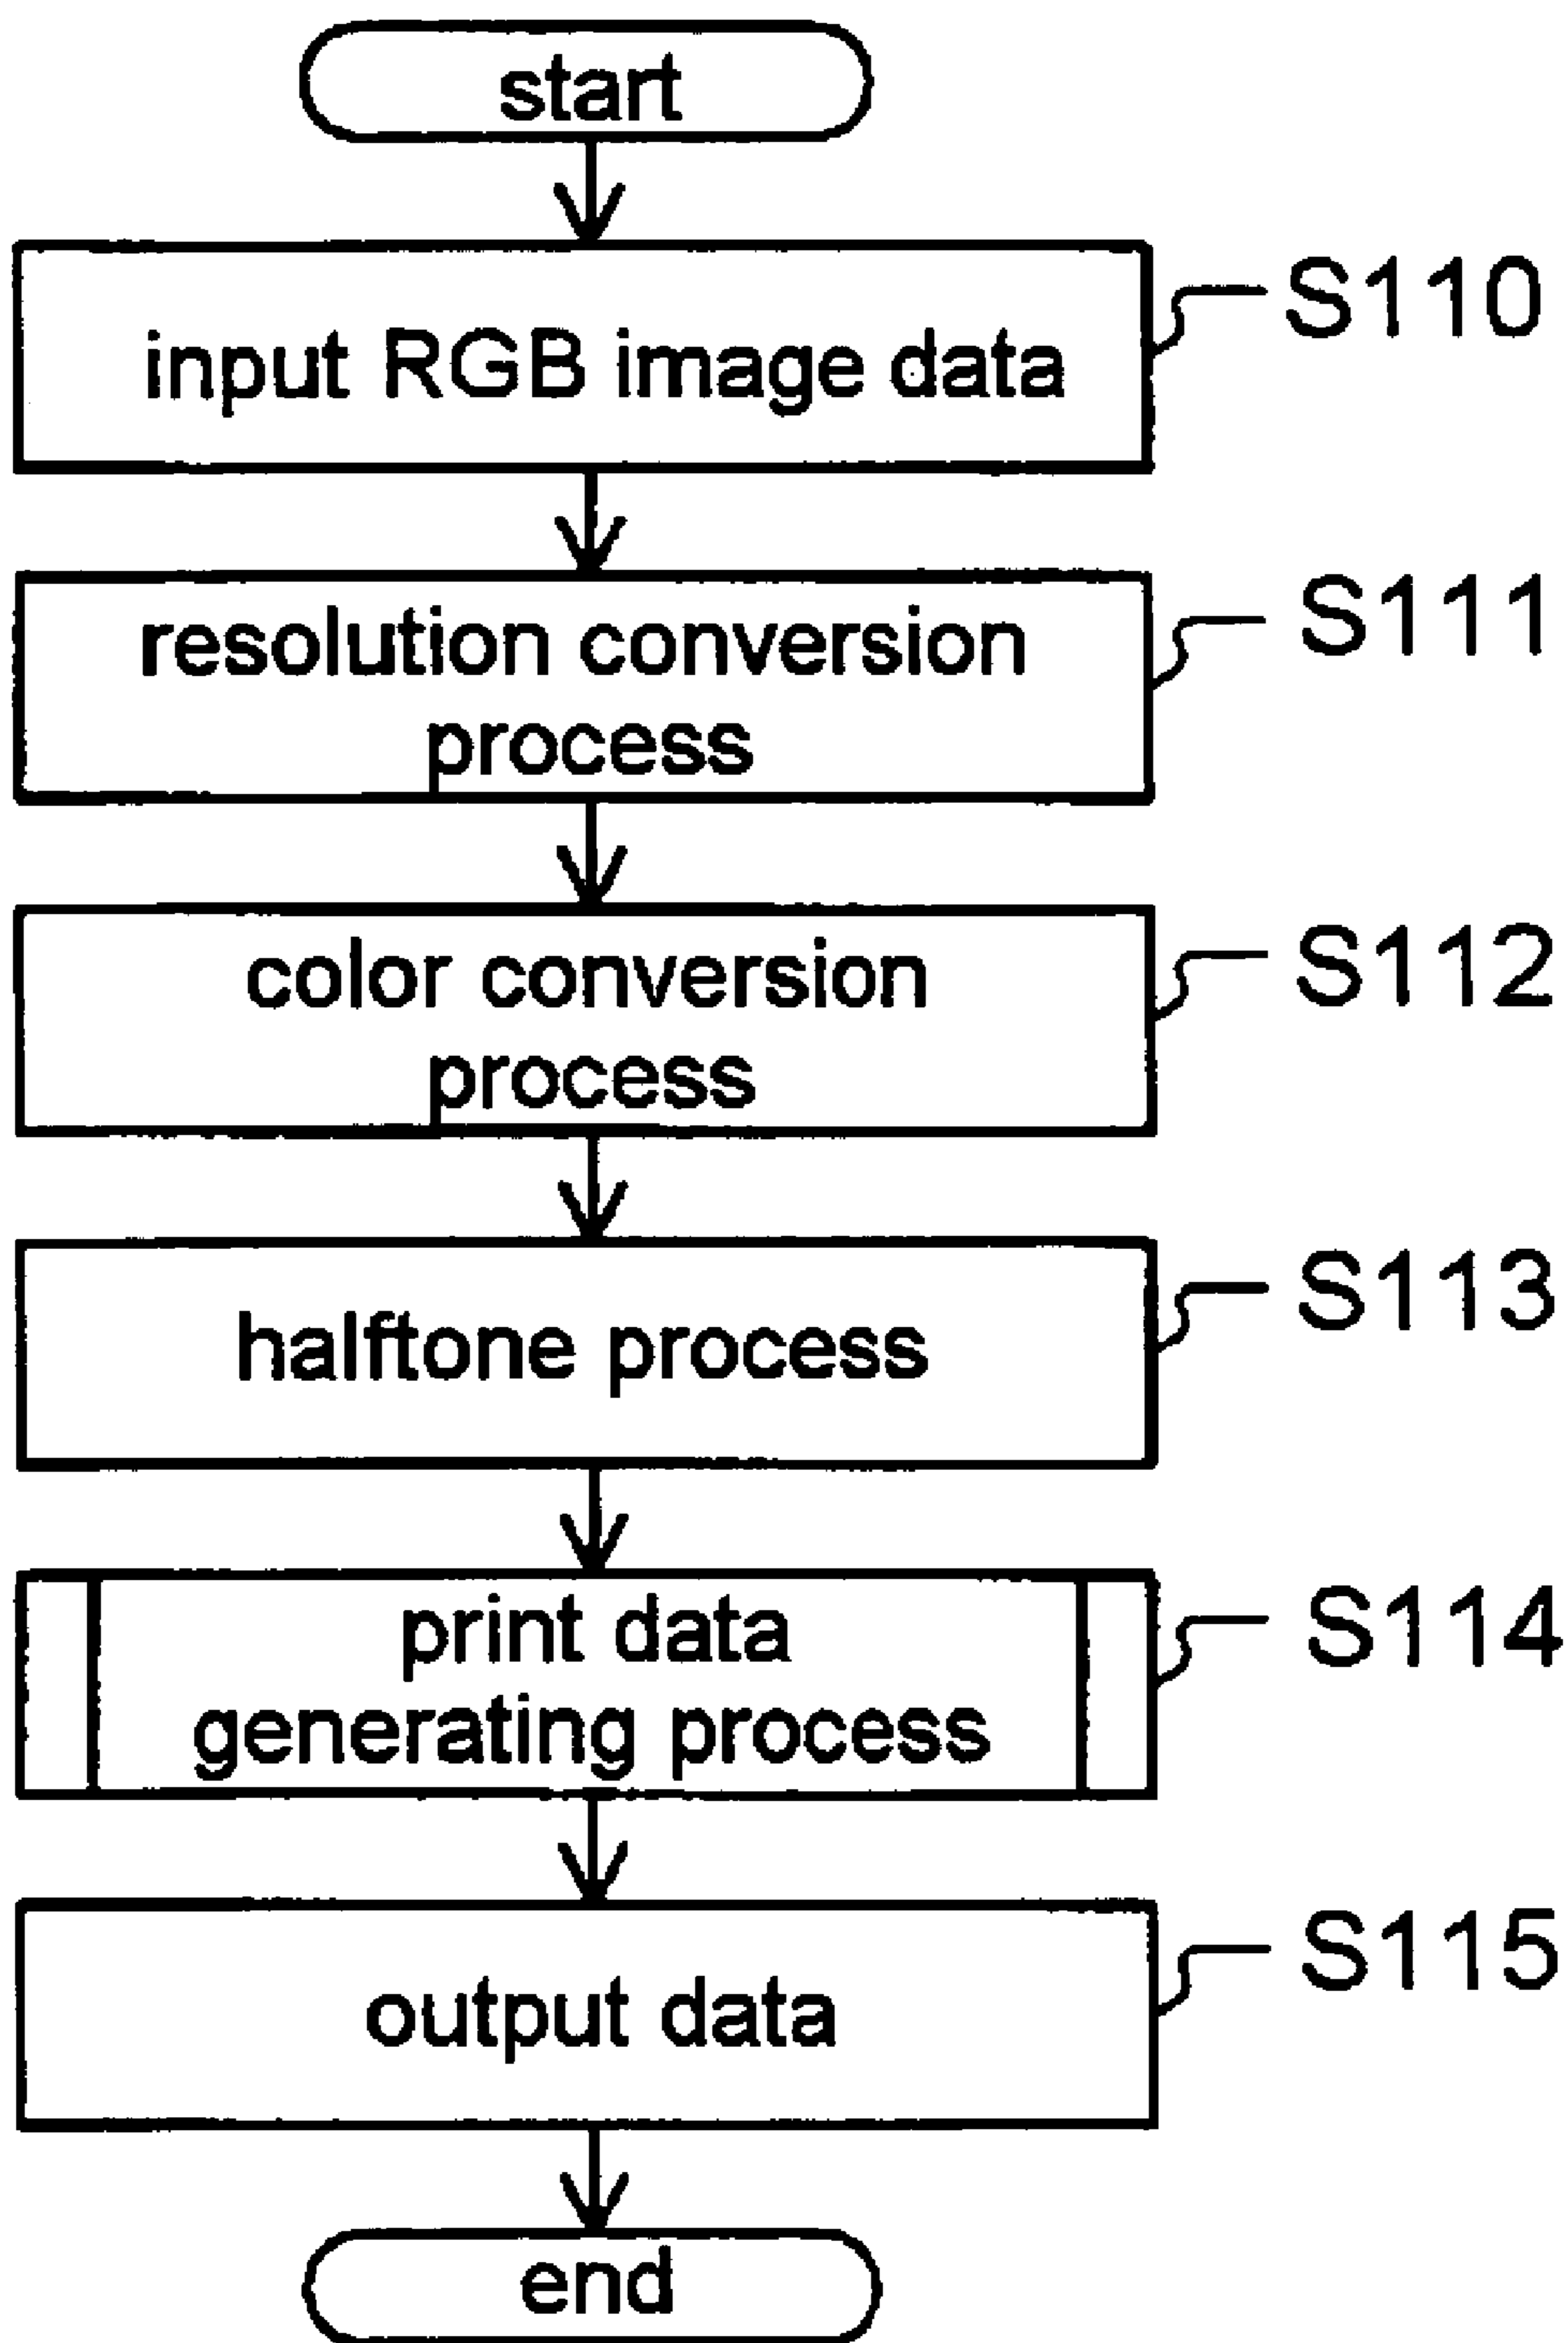 start
input RGB image data
S110
resolution conversion
process
S111
color conversion
process
S112
halftone process
S113
print data
generating process
S114
output data
S115
end